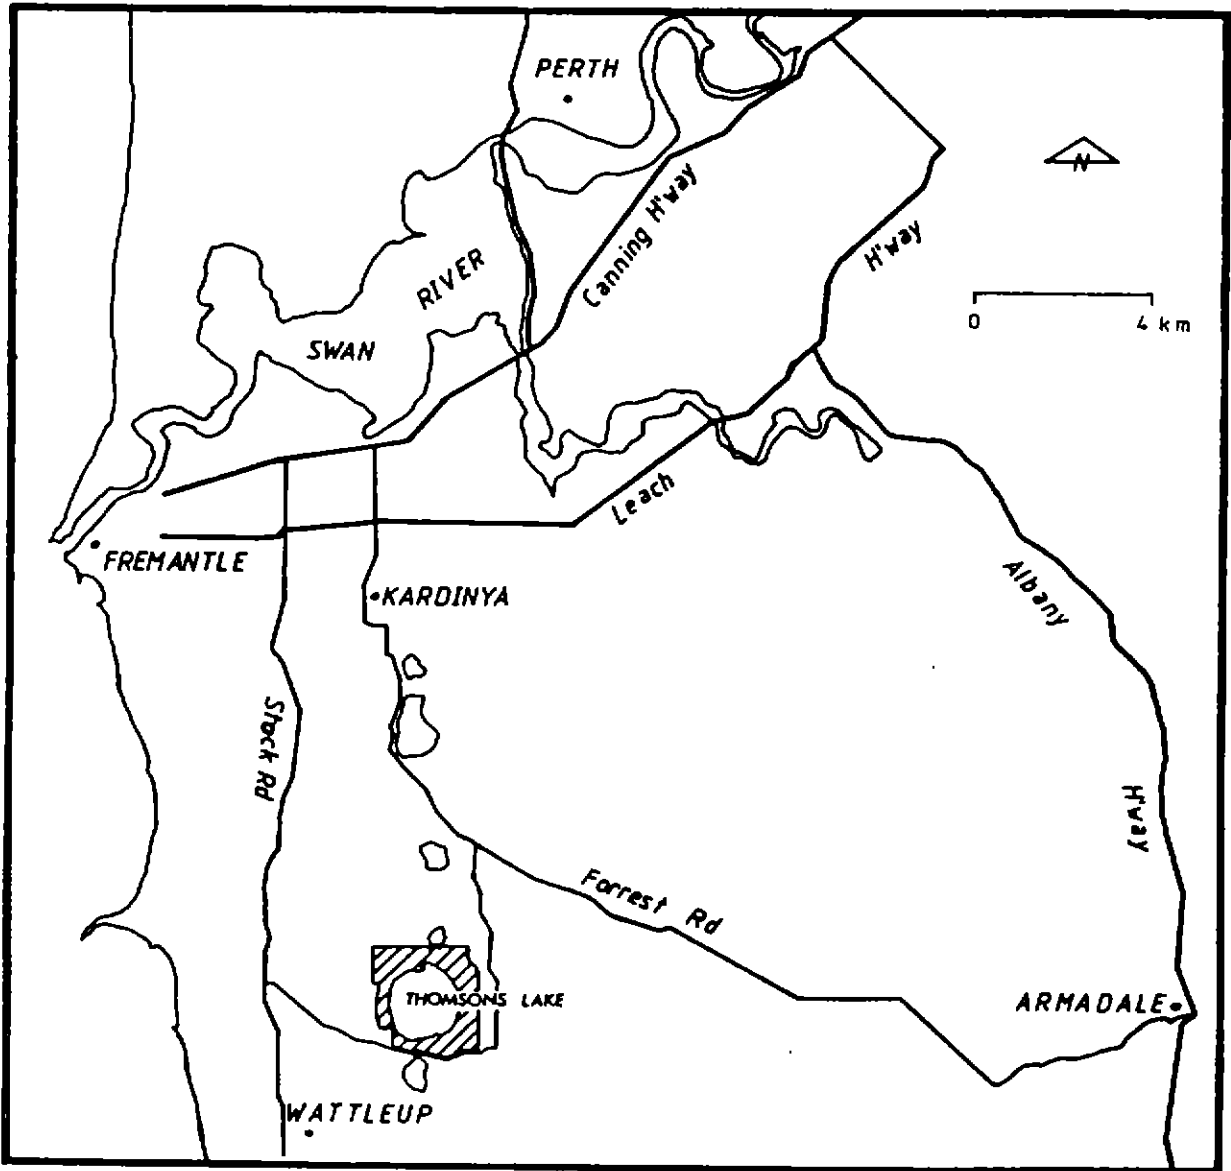 PERTH
N
Canning H'way
H'way
RIVER
0 4 km
SWAN
Leach
FREMANTLE
KARDINYA
Albany
Stock Rd
H'way
Forrest Rd
THOMSONS LAKE
ARMADALE
WATTLEUP